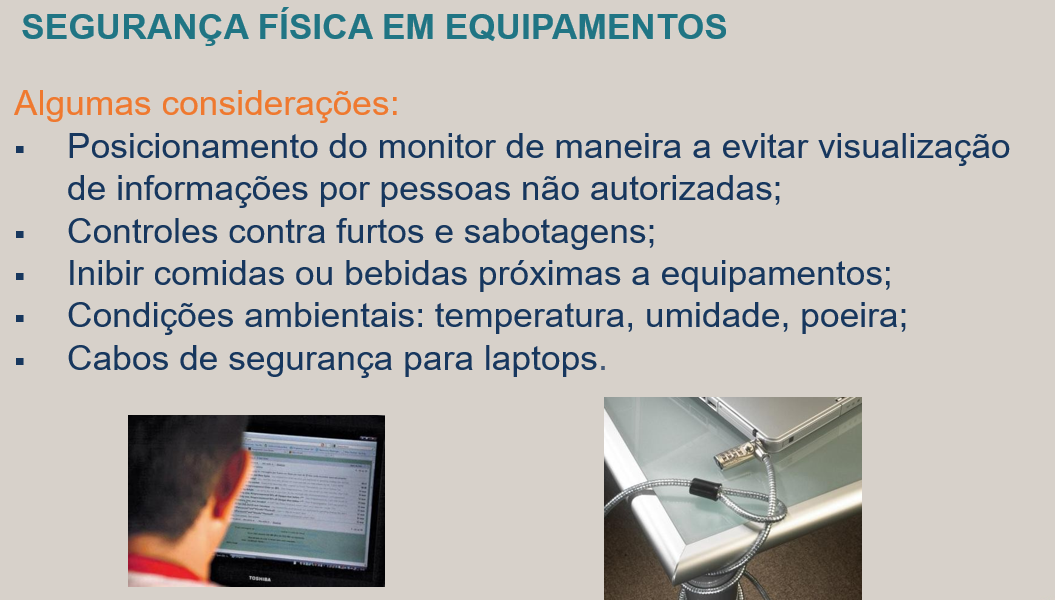 SEGURANÇA FÍSICA EM EQUIPAMENTOS
Algumas considerações:
▪ Posicionamento do monitor de maneira a evitar visualização
de informações por pessoas não autorizadas;
▪ Controles contra furtos e sabotagens;
▪ Inibir comidas ou bebidas próximas a equipamentos;
▪ Condições ambientais: temperatura, umidade, poeira;
▪ Cabos de segurança para laptops.
TOSHIBA